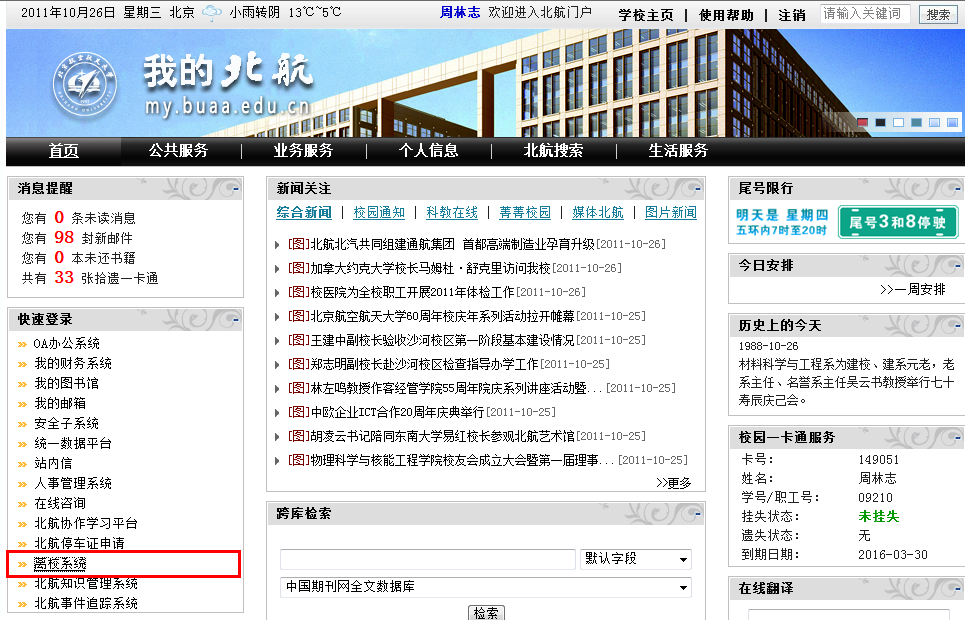 2011年10月26日 星期三 北京 小雨转阴 13℃~5℃ 周林志 欢迎进入北航门户 学校主页 | 使用帮助 | 注销 请输入关键词 搜索
我的北航
my.buaa.edu.cn
首页 | 公共服务 | 业务服务 | 个人信息 | 北航搜索 | 生活服务
消息提醒
您有 0 条未读消息
您有 98 封新邮件
您有 0 本未还书籍
共有 33 张拾遗一卡通
快速登录
OA办公系统
我的财务系统
我的图书馆
我的邮箱
安全子系统
统一数据平台
站内信
人事管理系统
在线咨询
北航协作学习平台
北航停车证申请
离校系统
北航知识管理系统
北航事件追踪系统
新闻关注
综合新闻 | 校园通知 | 科教在线 | 菁菁校园 | 媒体北航 | 图片新闻
[图]北航北汽共同组建通航集团 首都高端制造业孕育升级[2011-10-26]
[图]加拿大约克大学校长马姆杜·舒克里访问我校[2011-10-26]
[图]校医院为全校职工开展2011年体检工作[2011-10-26]
[图]北京航空航天大学60周年校庆年系列活动拉开帷幕[2011-10-25]
[图]王建中副校长验收沙河校区第一阶段基本建设情况[2011-10-25]
[图]郑志明副校长赴沙河校区检查指导办学工作[2011-10-25]
[图]林左鸣教授作客经管学院55周年院庆系列讲座活动暨...[2011-10-25]
[图]中欧企业ICT合作20周年庆典举行[2011-10-25]
[图]胡凌云书记陪同东南大学易红校长参观北航艺术馆[2011-10-25]
[图]物理科学与核能工程学院校友会成立大会暨第一届理事...[2011-10-25]
>>更多
跨库检索
默认字段
中国期刊网全文数据库
检索
尾号限行
明天是 星期四
五环内7时至20时
尾号3和8停驶
今日安排
>>一周安排
历史上的今天
1988-10-26
材料科学与工程系为建校、建系元老，老
系主任、名誉系主任吴云书教授举行七十
寿辰庆己会。
校园一卡通服务
卡号： 149051
姓名： 周林志
学号/职工号： 09210
挂失状态： 未挂失
遗失状态： 无
到期日期： 2016-03-30
在线翻译